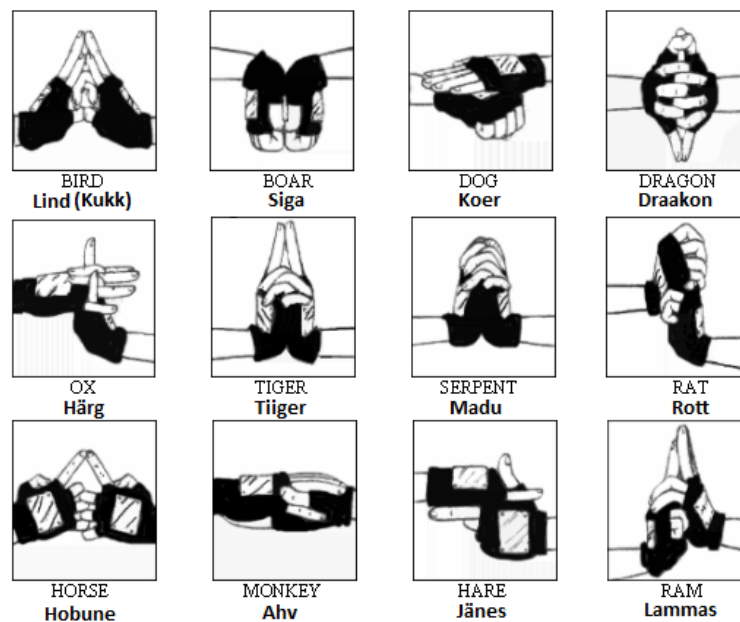 BIRD
Lind (Kukk)
BOAR
Siga
DOG
Koer
DRAGON
Draakon
OX
Härg
TIGER
Tiiger
SERPENT
Madu
RAT
Rott
HORSE
Hobune
MONKEY
Ahv
HARE
Jänes
RAM
Lammas